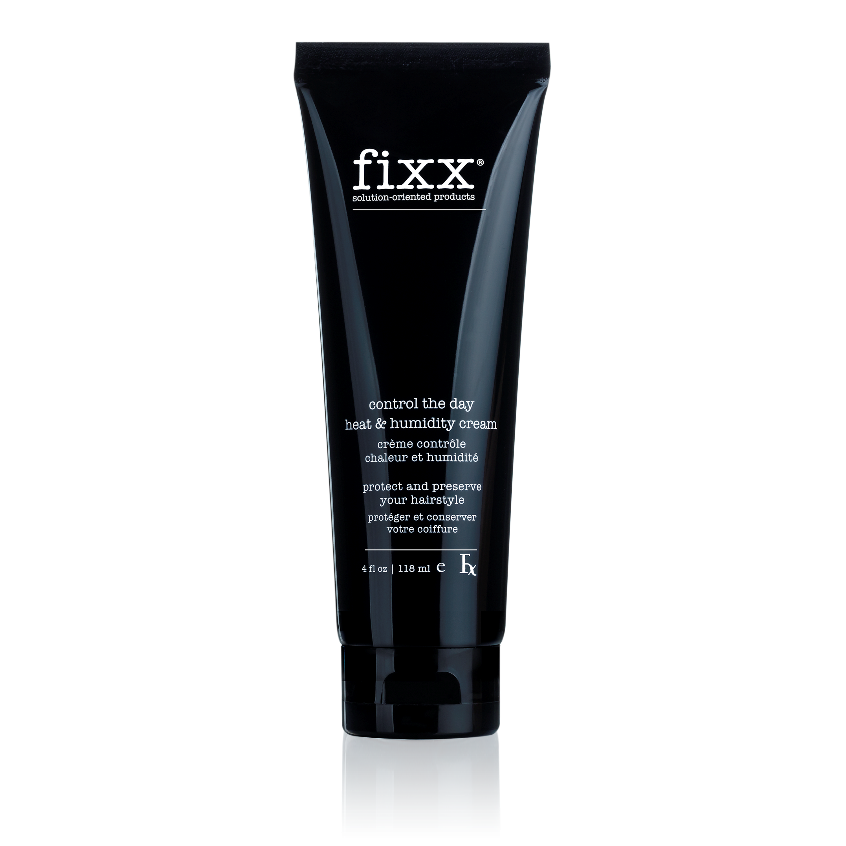 fixx®
solution-oriented products
control the day
heat & humidity cream
crème contrôle
chaleur et humidité
protect and preserve
your hairstyle
protéger et conserver
votre coiffure
4 fl oz | 118 ml e Fx